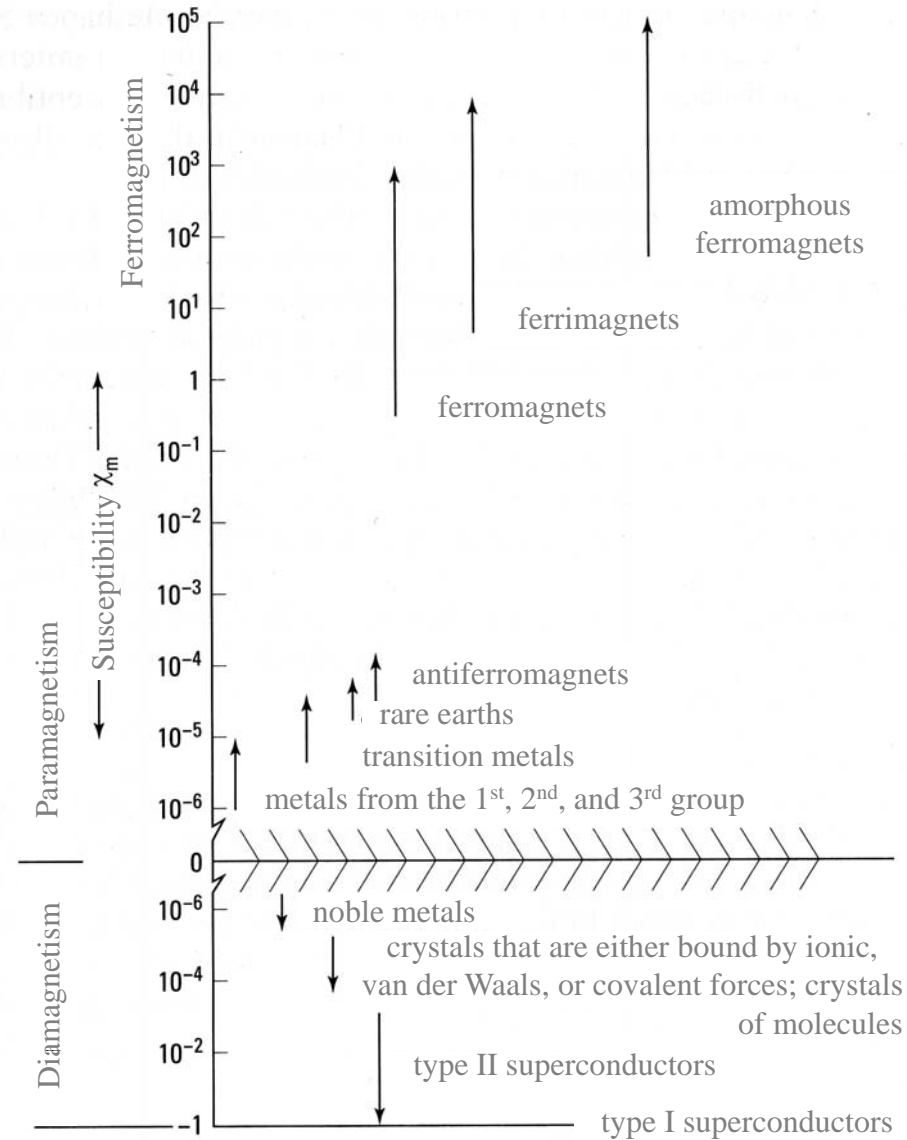 10⁵
10⁴
10³
10²
10¹
1
10⁻¹
10⁻²
10⁻³
10⁻⁴
10⁻⁵
10⁻⁶
0
10⁻⁶
10⁻⁴
10⁻²
−1
Ferromagnetism
Susceptibility χₘ
Paramagnetism
Diamagnetism
amorphous
ferromagnets
ferrimagnets
ferromagnets
antiferromagnets
rare earths
transition metals
metals from the 1ˢᵗ, 2ⁿᵈ, and 3ʳᵈ group
noble metals
crystals that are either bound by ionic,
van der Waals, or covalent forces; crystals
of molecules
type II superconductors
type I superconductors